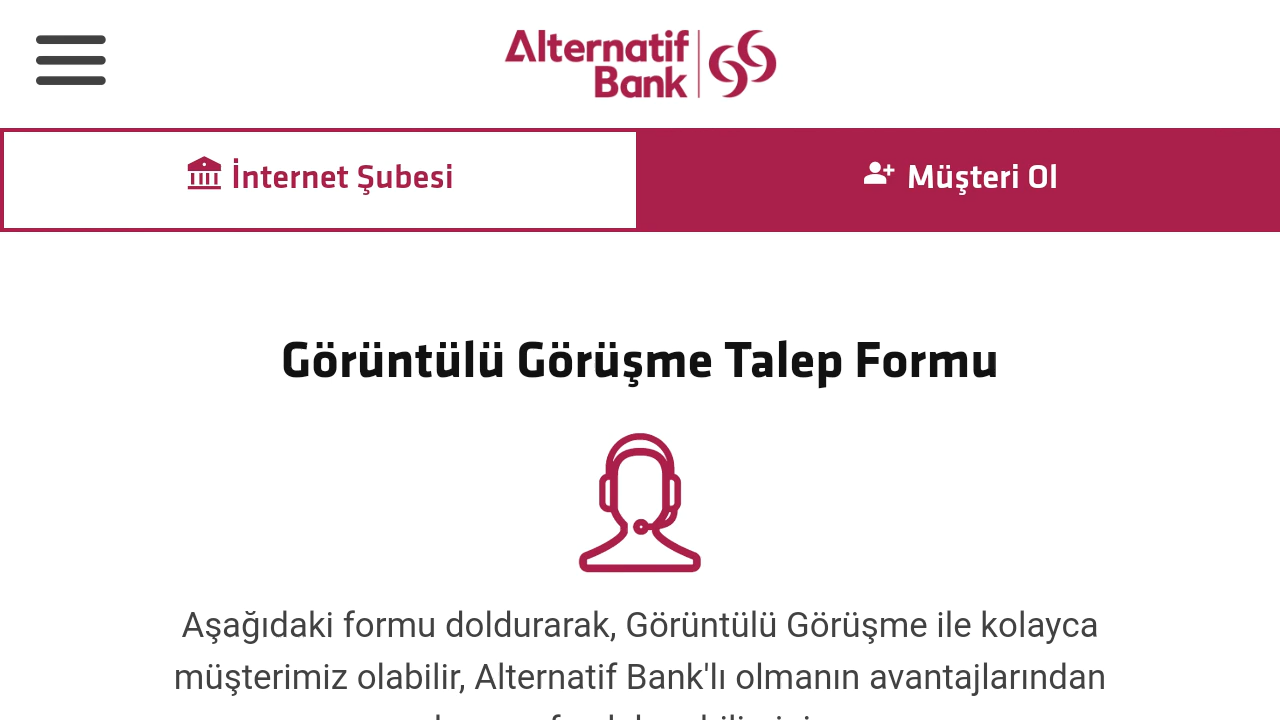 Alternatif
Bank
İnternet Şubesi
Müşteri Ol
Görüntülü Görüşme Talep Formu
Aşağıdaki formu doldurarak, Görüntülü Görüşme ile kolayca
müşterimiz olabilir, Alternatif Bank'lı olmanın avantajlarından